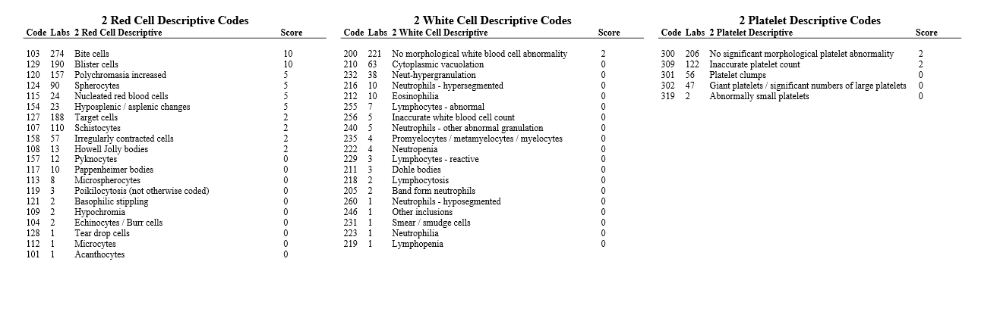 2 Red Cell Descriptive Codes
Code Labs 2 Red Cell Descriptive Score
103 274 Bite cells 10
129 190 Blister cells 10
120 157 Polychromasia increased 5
124 90 Spherocytes 5
115 24 Nucleated red blood cells 5
154 23 Hyposplenic / asplenic changes 5
127 188 Target cells 2
107 110 Schistocytes 2
158 57 Irregularly contracted cells 2
108 13 Howell Jolly bodies 2
157 12 Pyknocytes 0
117 10 Pappenheimer bodies 0
113 8 Microspherocytes 0
119 3 Poikilocytosis (not otherwise coded) 0
121 2 Basophilic stippling 0
109 2 Hypochromia 0
104 2 Echinocytes / Burr cells 0
128 1 Tear drop cells 0
112 1 Microcytes 0
101 1 Acanthocytes 0
2 White Cell Descriptive Codes
Code Labs 2 White Cell Descriptive Score
200 221 No morphological white blood cell abnormality 2
210 63 Cytoplasmic vacuolation 0
232 38 Neut-hypergranulation 0
216 10 Neutrophils - hypersegmented 0
212 10 Eosinophilia 0
255 7 Lymphocytes - abnormal 0
256 5 Inaccurate white blood cell count 0
240 5 Neutrophils - other abnormal granulation 0
235 4 Promyelocytes / metamyelocytes / myelocytes 0
222 4 Neutropenia 0
229 3 Lymphocytes - reactive 0
211 3 Dohle bodies 0
218 2 Lymphocytosis 0
205 2 Band form neutrophils 0
260 1 Neutrophils - hyposegmented 0
246 1 Other inclusions 0
231 1 Smear / smudge cells 0
223 1 Neutrophilia 0
219 1 Lymphopenia 0
2 Platelet Descriptive Codes
Code Labs 2 Platelet Descriptive Score
300 206 No significant morphological platelet abnormality 2
309 122 Inaccurate platelet count 2
301 56 Platelet clumps 0
302 47 Giant platelets / significant numbers of large platelets 0
319 2 Abnormally small platelets 0